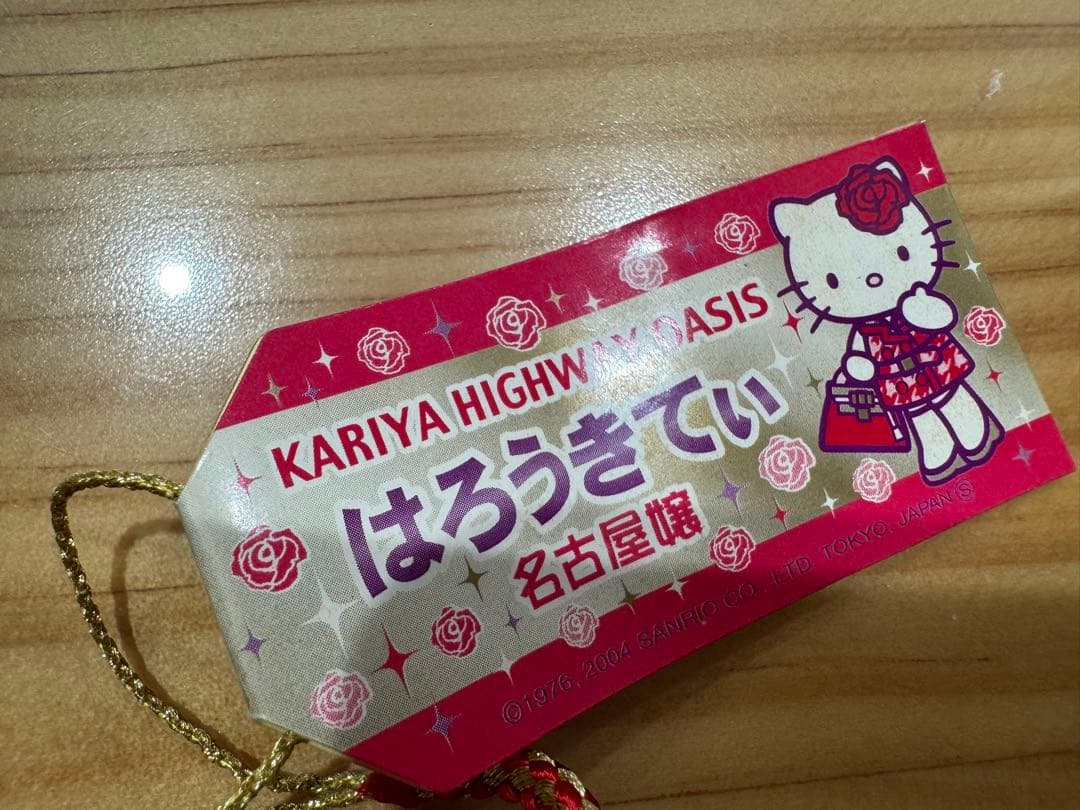 KARIYA HIGHWAY OASIS
はろうきてぃ
名古屋嬢
©1976, 2004 SANRIO CO., LTD. TOKYO, JAPAN Ⓢ